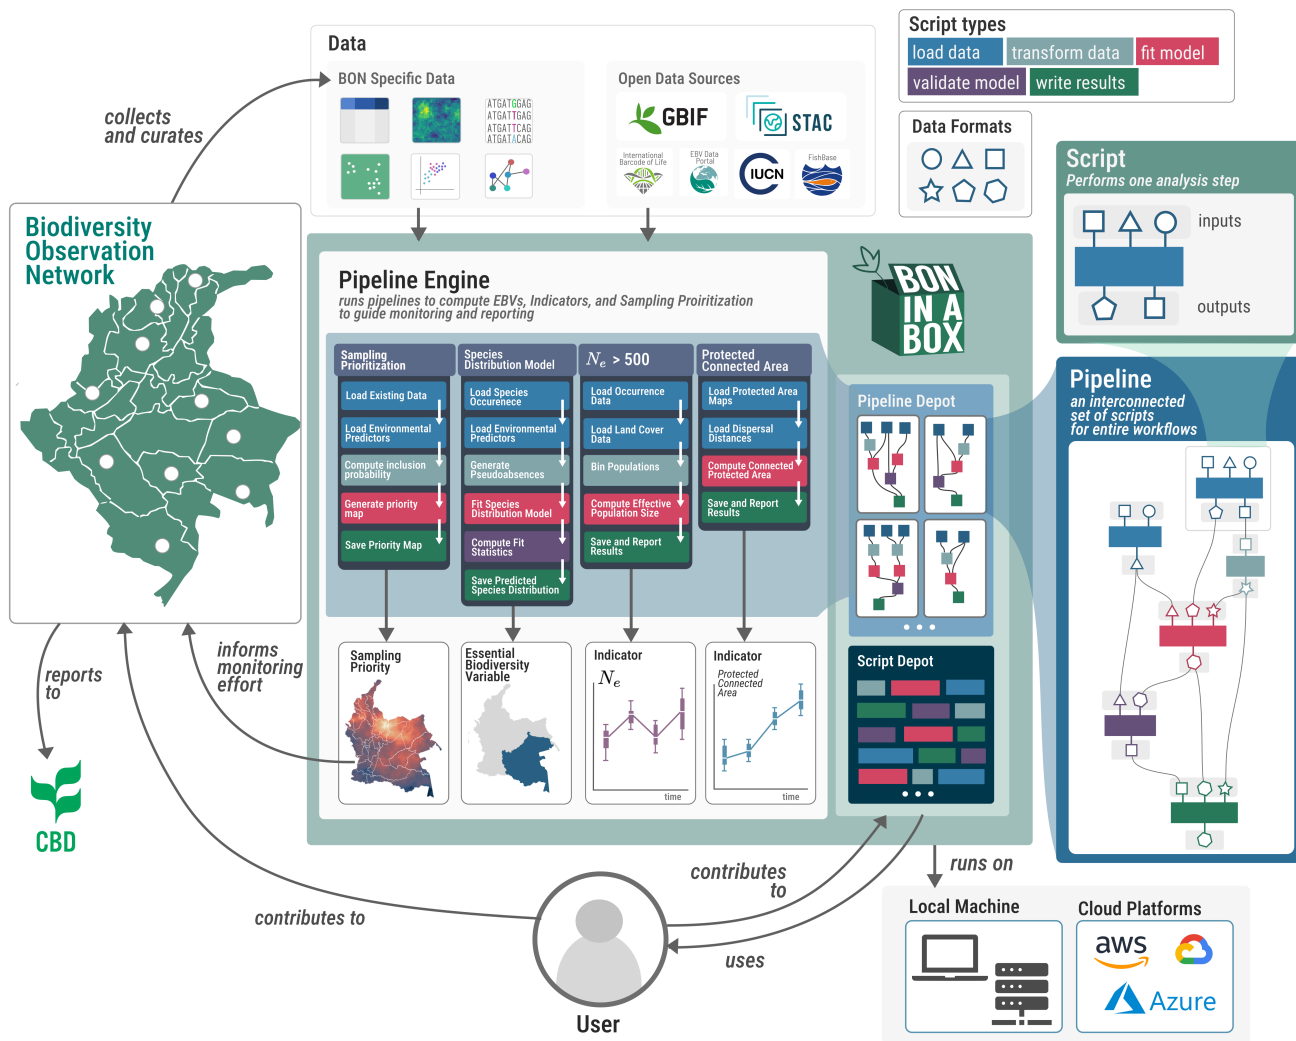 Data
BON Specific Data
ATGATGGAG
ATGATTGAG
ATGATTCAG
ATGATACAG
Open Data Sources
GBIF
STAC
International
Barcode of Life
EBV Data
Portal
IUCN
FishBase
Script types
load data
transform data
fit model
validate model
write results
Data Formats
Script
Performs one analysis step
inputs
outputs
collects
and curates
Biodiversity
Observation
Network
Pipeline Engine
runs pipelines to compute EBVs, Indicators, and Sampling Proiritization
to guide monitoring and reporting
BON
IN A
BOX
Sampling
Prioritization
Load Existing Data
Load Environmental
Predictors
Compute inclusion
probability
Generate priority
map
Save Priority Map
Species
Distribution Model
Load Species
Occurenece
Load Environmental
Predictors
Generate
Pseudoabsences
Fit Species
Distribution Model
Compute Fit
Statistics
Save Predicted
Species Distribution
Ne > 500
Load Occurrence
Data
Load Land Cover
Data
Bin Populations
Compute Effective
Population Size
Save and Report
Results
Protected
Connected Area
Load Protected Area
Maps
Load Dispersal
Distances
Compute Connected
Protected Area
Save and Report
Results
Pipeline Depot
Script Depot
Pipeline
an interconnected
set of scripts
for entire workflows
Sampling
Priority
Essential
Biodiversity
Variable
Indicator
Ne
time
Indicator
Protected
Connected
Area
time
reports
to
informs
monitoring
effort
CBD
contributes to
contributes
to
uses
User
runs on
Local Machine
Cloud Platforms
aws
Azure